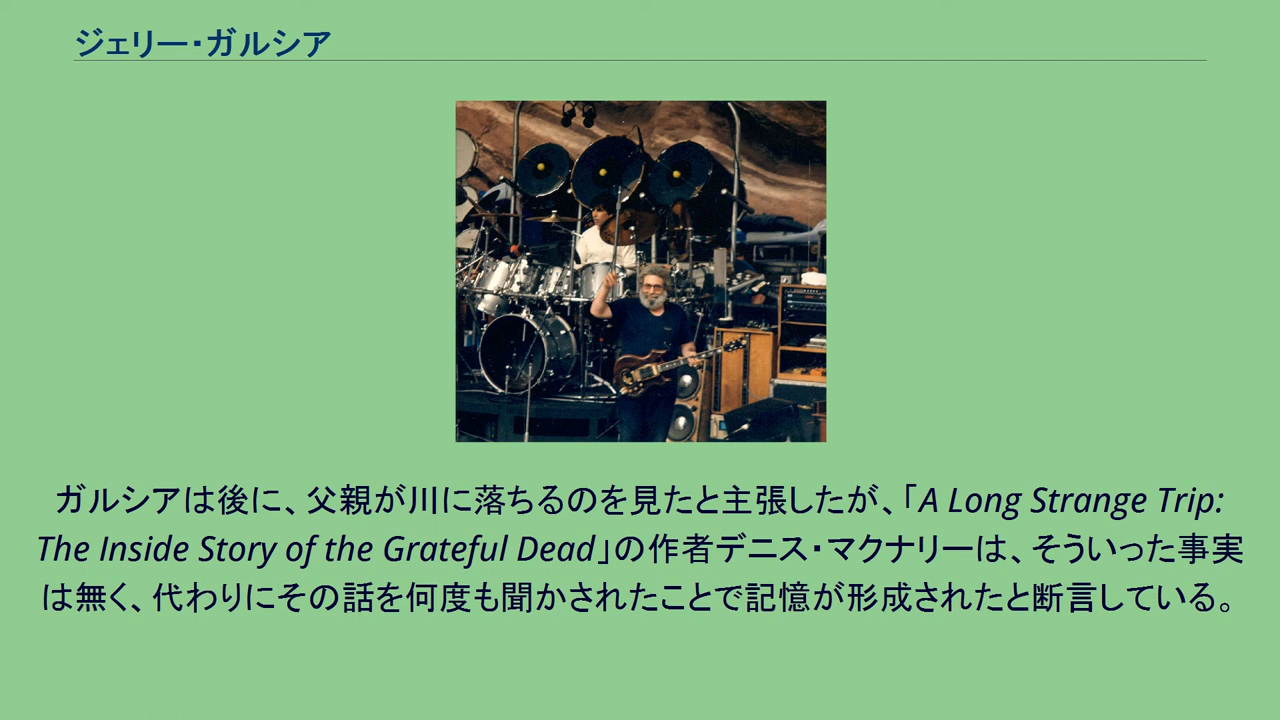 ジェリー・ガルシア
ガルシアは後に、父親が川に落ちるのを見たと主張したが、「A Long Strange Trip:
The Inside Story of the Grateful Dead」の作者デニス・マクナリーは、そういった事実
は無く、代わりにその話を何度も聞かされたことで記憶が形成されたと断言している。